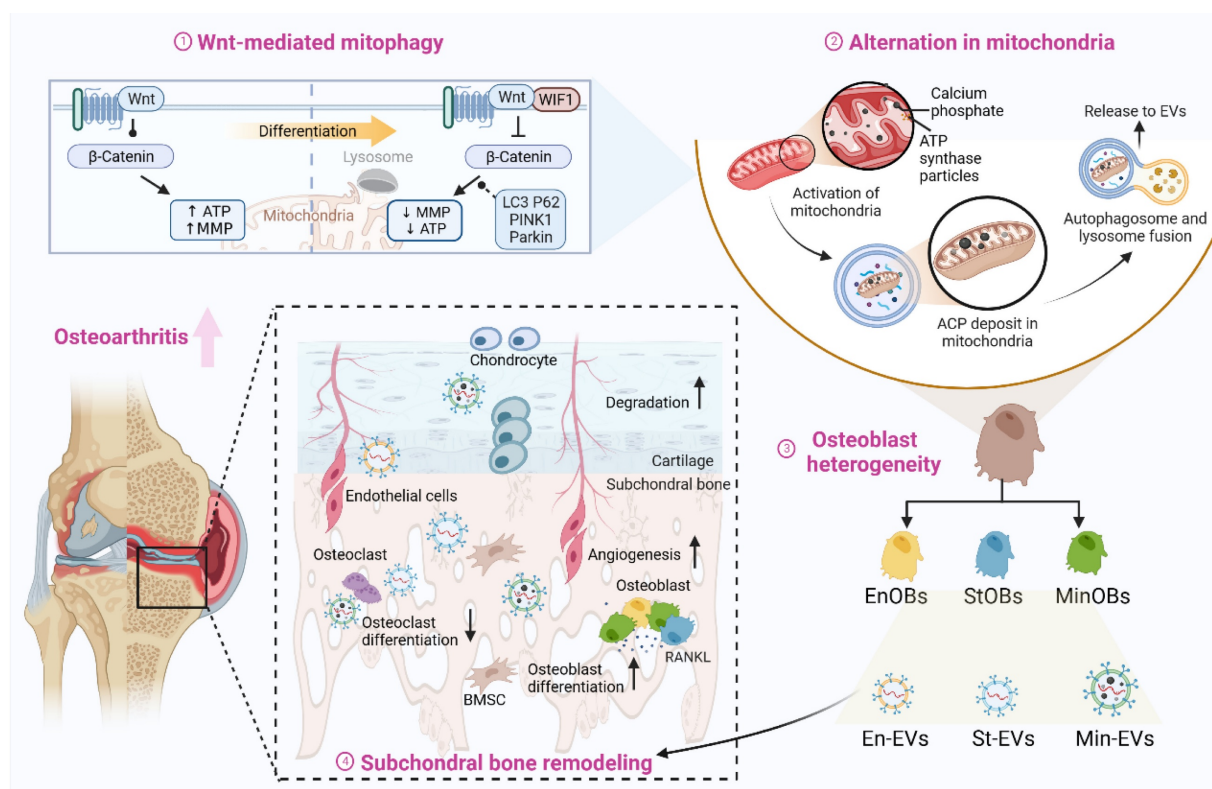 ① Wnt-mediated mitophagy
Wnt
Differentiation
β-Catenin
Lysosome
Wnt
WIF1
β-Catenin
↑ ATP
↑MMP
Mitochondria
↓ MMP
↓ ATP
LC3 P62
PINK1
Parkin
② Alternation in mitochondria
Calcium
phosphate
ATP
synthase
particles
Activation of
mitochondria
Release to EVs
Autophagosome and
lysosome fusion
ACP deposit in
mitochondria
③ Osteoblast
heterogeneity
EnOBs
StOBs
MinOBs
En-EVs
St-EVs
Min-EVs
Osteoarthritis
Chondrocyte
Degradation
Cartilage
Subchondral bone
Endothelial cells
Osteoclast
Angiogenesis
Osteoblast
Osteoclast
differentiation
RANKL
Osteoblast
differentiation
BMSC
④ Subchondral bone remodeling